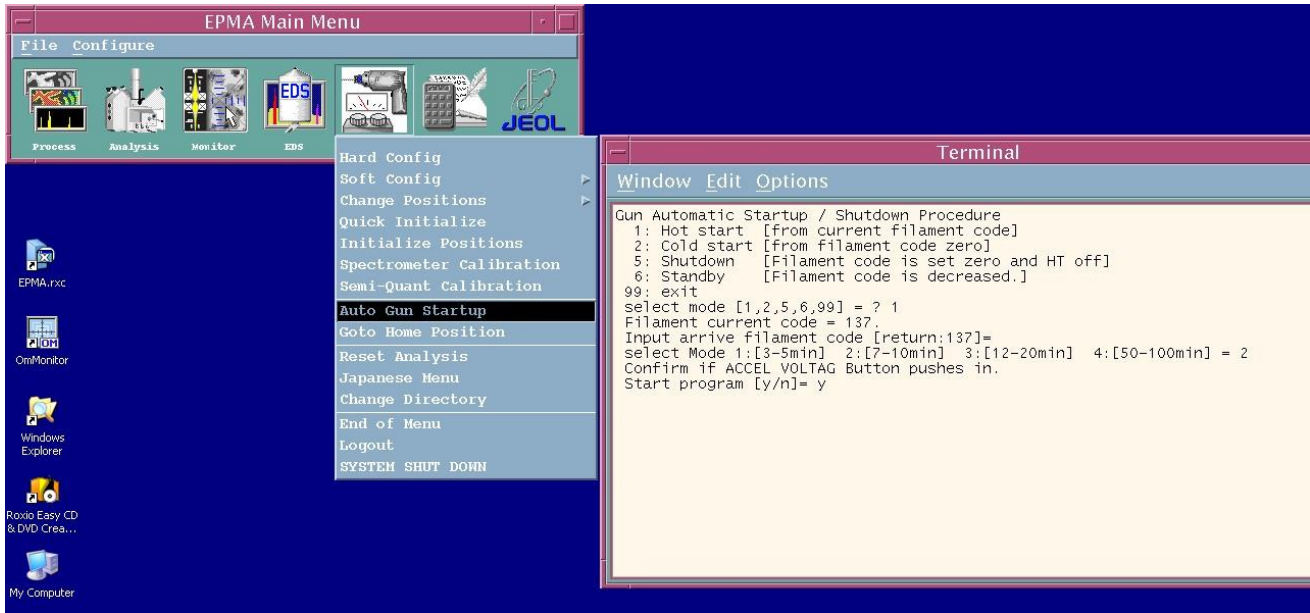 EPMA Main Menu
File Configure
EDS
JEOL
Process Analysis Monitor EDS
Hard Config
Soft Config
Change Positions
Quick Initialize
Initialize Positions
Spectrometer Calibration
Semi-Quant Calibration
Auto Gun Startup
Goto Home Position
Reset Analysis
Japanese Menu
Change Directory
End of Menu
Logout
SYSTEM SHUT DOWN
Terminal
Window Edit Options
Gun Automatic Startup / Shutdown Procedure
1: Hot start [from current filament code]
2: Cold start [from filament code zero]
5: Shutdown [Filament code is set zero and HT off]
6: Standby [Filament code is decreased.]
99: exit
select mode [1,2,5,6,99] = ? 1
Filament current code = 137.
Input arrive filament code [return:137]=
select Mode 1:[3-5min] 2:[7-10min] 3:[12-20min] 4:[50-100min] = 2
Confirm if ACCEL VOLTAG Button pushes in.
Start program [y/n]= y
EPMA.rxc
OM
OmMonitor
Windows
Explorer
Roxio Easy CD
& DVD Crea...
My Computer